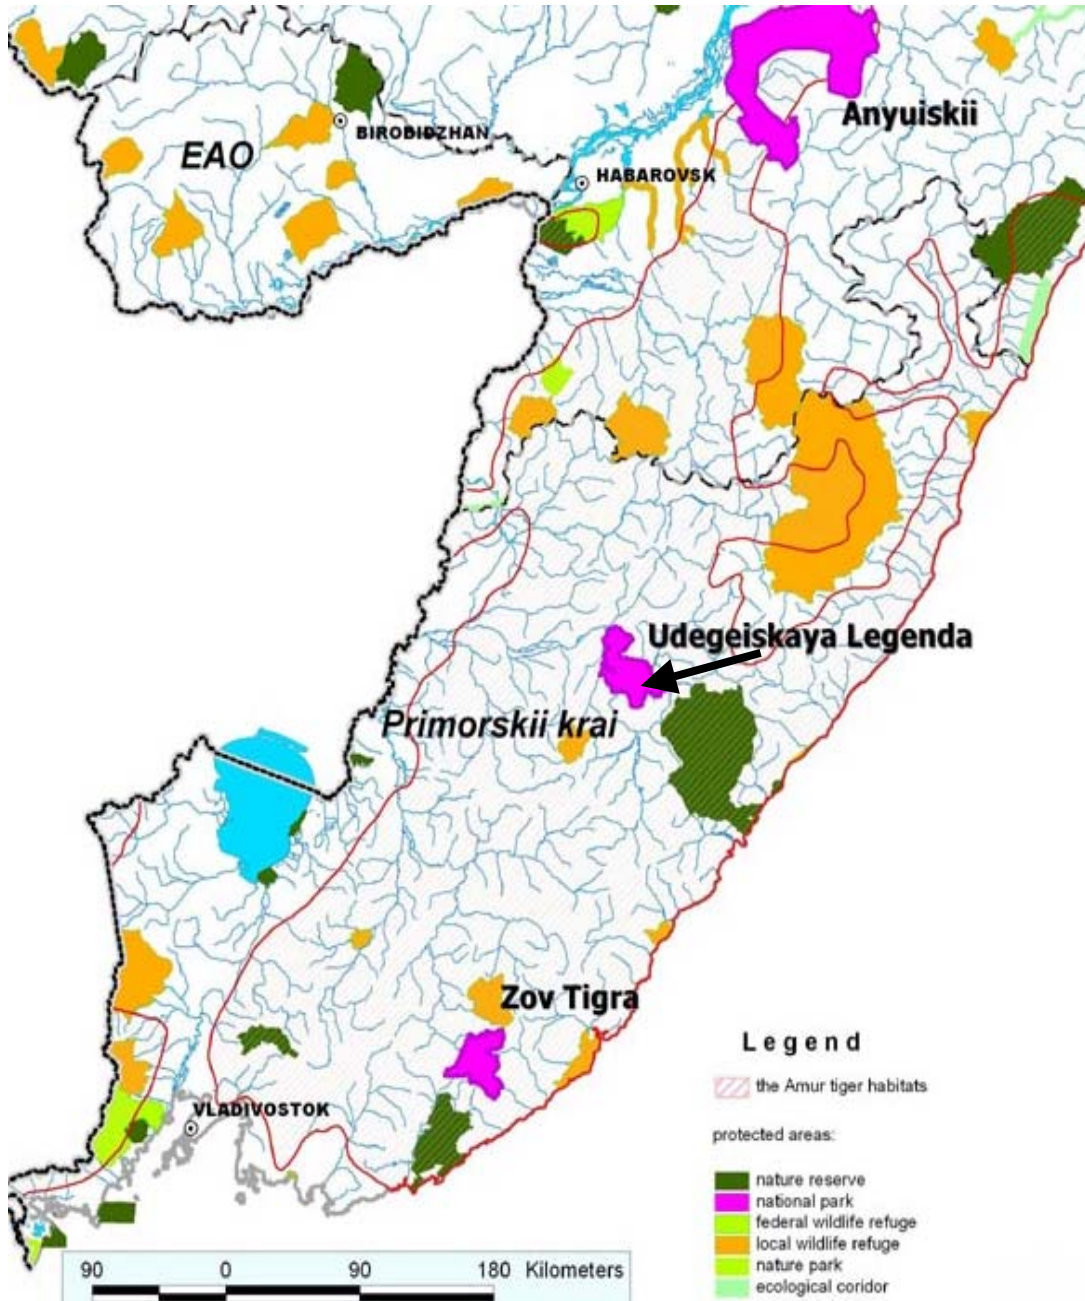 Anyuiskii
BIROBIDZHAN
EAO
HABAROVSK
Udegeiskaya Legenda
Primorskii krai
Zov Tigra
VLADIVOSTOK
Legend
the Amur tiger habitats
protected areas:
nature reserve
national park
federal wildlife refuge
local wildlife refuge
nature park
ecological coridor
90 0 90 180 Kilometers